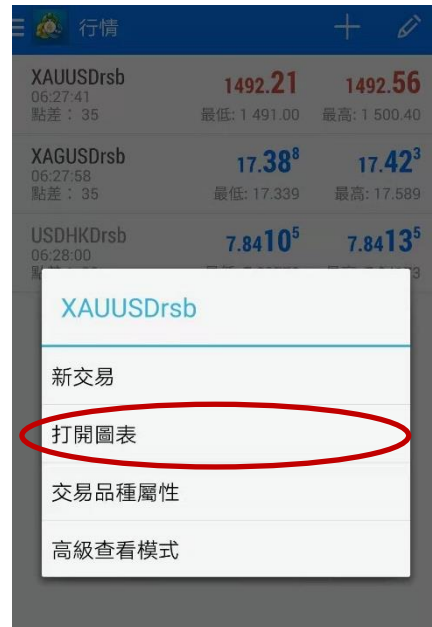 行情
XAUUSDrsb 1492.21 1492.56
06:27:41
點差： 35 最低: 1 491.00 最高: 1 500.40
XAGUSDrsb 17.38⁸ 17.42³
06:27:58
點差： 35 最低: 17.339 最高: 17.589
USDHKDrsb 7.8410⁵ 7.8413⁵
06:28:00
XAUUSDrsb
新交易
打開圖表
交易品種屬性
高級查看模式